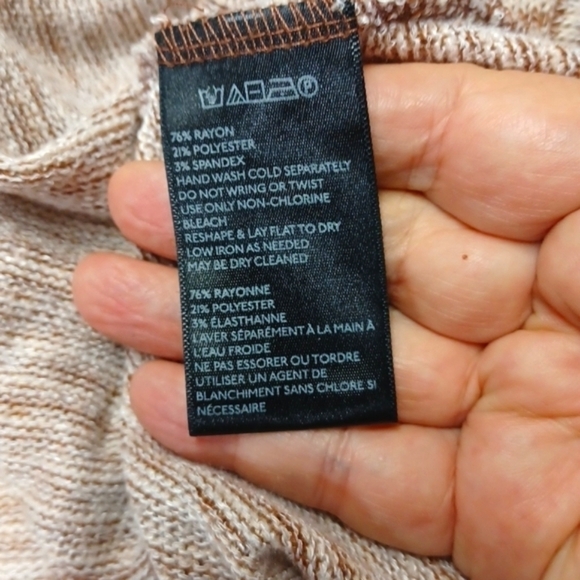 76% RAYON
21% POLYESTER
3% SPANDEX
HAND WASH COLD SEPARATELY
DO NOT WRING OR TWIST
USE ONLY NON-CHLORINE
BLEACH
RESHAPE & LAY FLAT TO DRY
LOW IRON AS NEEDED
MAY BE DRY CLEANED
76% RAYONNE
21% POLYESTER
3% ÉLASTHANNE
LAVER SÉPARÉMENT À LA MAIN À
L'EAU FROIDE
NE PAS ESSORER OU TORDRE
UTILISER UN AGENT DE
BLANCHIMENT SANS CHLORE SI
NÉCESSAIRE